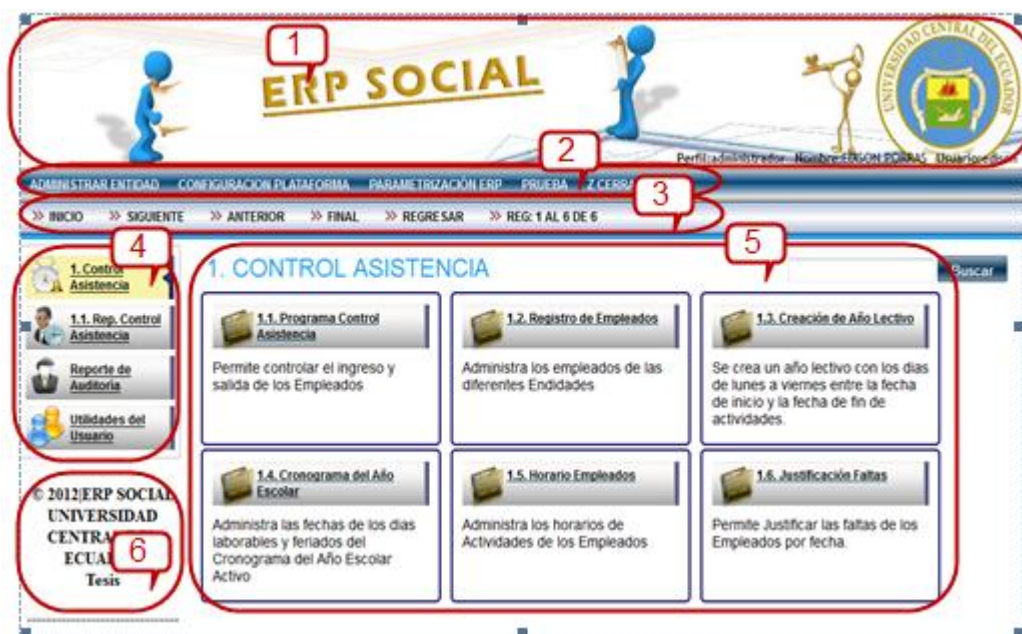 1
ERP SOCIAL
UNIVERSIDAD CENTRAL DEL ECUADOR
Perfil:administrador Nombre:EDISON PORRAS Usuario:edison
2
ADMINISTRAR ENTIDAD CONFIGURACION PLATAFORMA PARAMETRIZACIÓN ERP PRUEBA Z CERRA
3
>> INICIO >> SIGUIENTE >> ANTERIOR >> FINAL >> REGRESAR >> REG: 1 AL 6 DE 6
4
1. Control
Asistencia
1.1. Rep. Control
Asistencia
Reporte de
Auditoria
Utilidades del
Usuario
© 2012|ERP SOCIAL
UNIVERSIDAD
CENTRA
ECUA
Tesis
6
5
1. CONTROL ASISTENCIA
Buscar
1.1. Programa Control
Asistencia
Permite controlar el ingreso y
salida de los Empleados
1.2. Registro de Empleados
Administra los empleados de las
diferentes Endidades
1.3. Creación de Año Lectivo
Se crea un año lectivo con los dias
de lunes a viernes entre la fecha
de inicio y la fecha de fin de
actividades.
1.4. Cronograma del Año
Escolar
Administra las fechas de los dias
laborables y feriados del
Cronograma del Año Escolar
Activo
1.5. Horario Empleados
Administra los horarios de
Actividades de los Empleados
1.6. Justificación Faltas
Permite Justificar las faltas de los
Empleados por fecha.